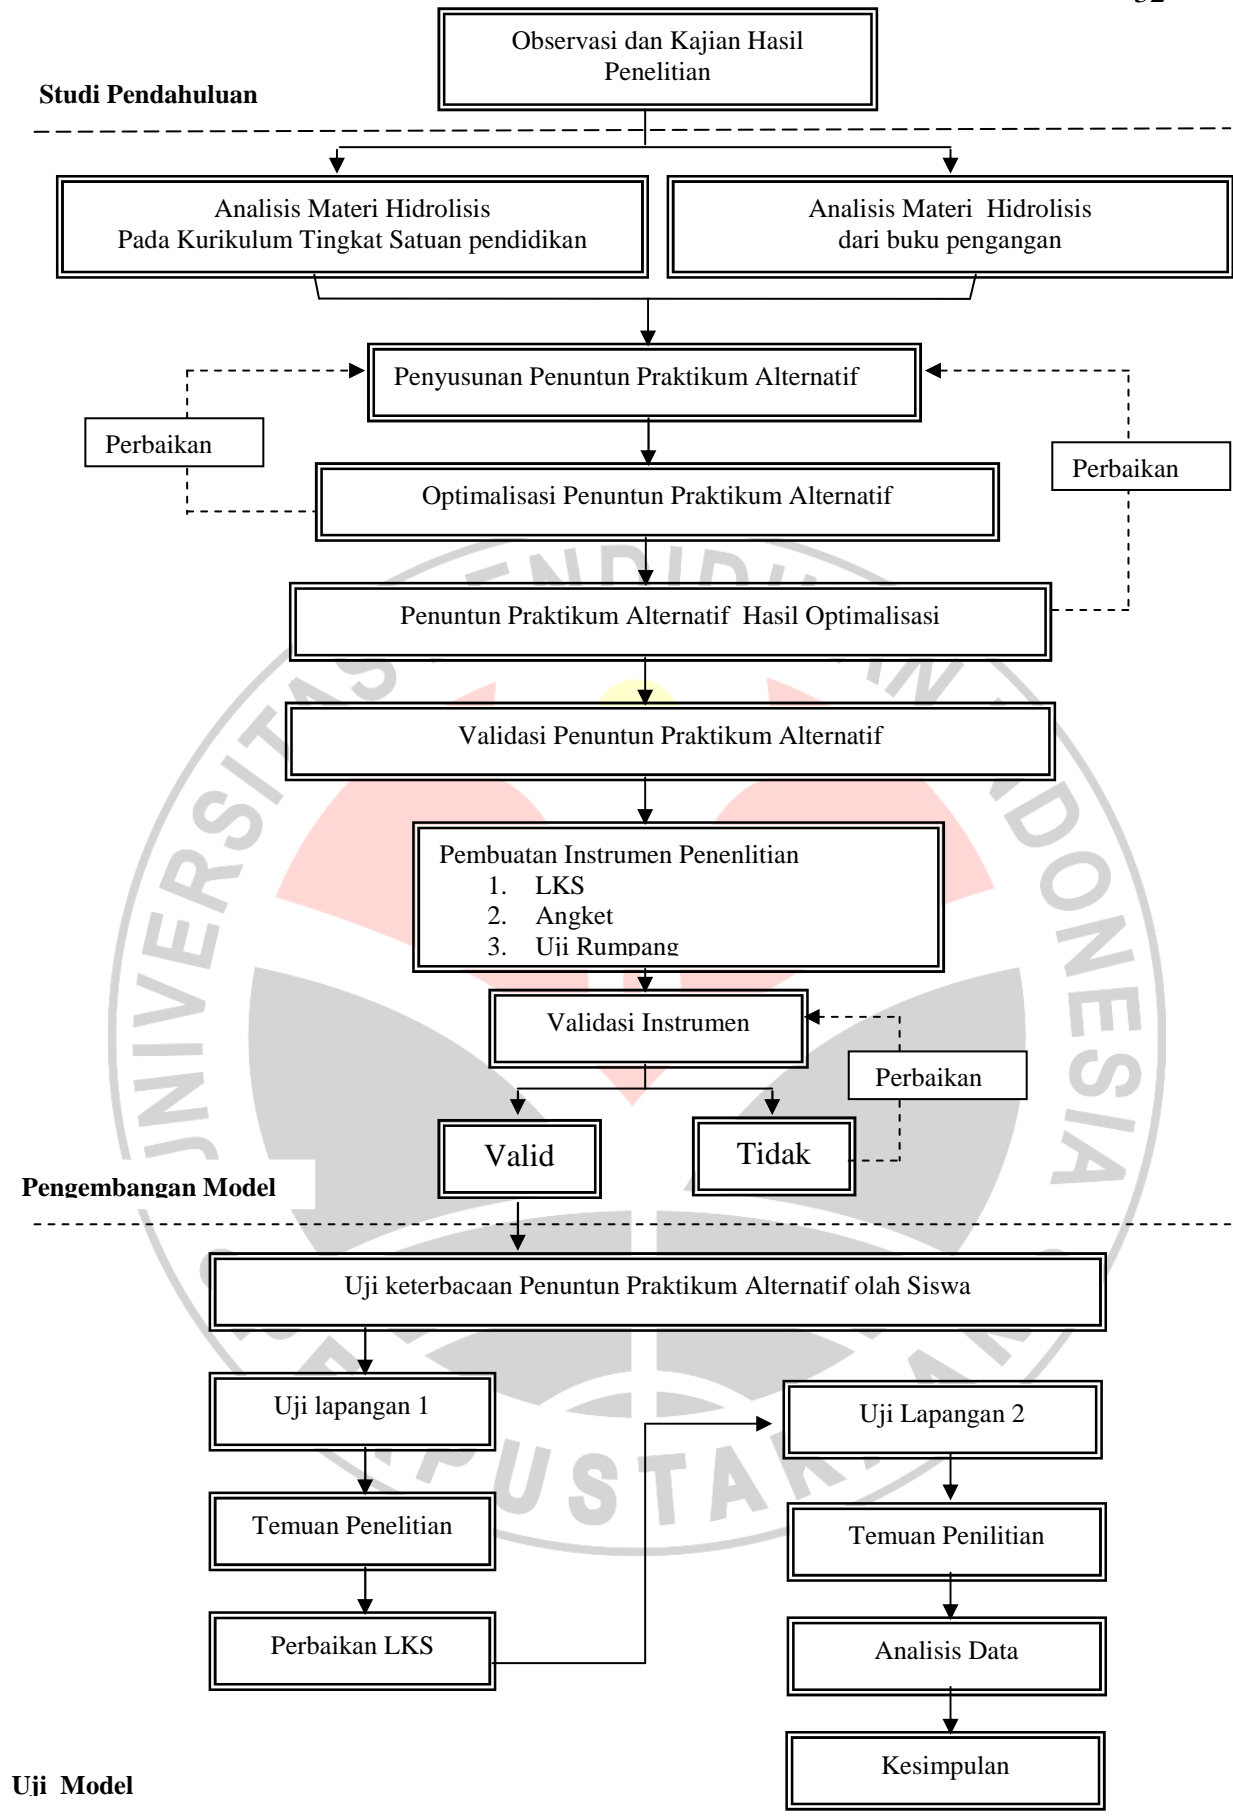 Observasi dan Kajian Hasil
Penelitian
Studi Pendahuluan
Analisis Materi Hidrolisis
Pada Kurikulum Tingkat Satuan pendidikan
Analisis Materi Hidrolisis
dari buku pengangan
Penyusunan Penuntun Praktikum Alternatif
Perbaikan
Perbaikan
Optimalisasi Penuntun Praktikum Alternatif
Penuntun Praktikum Alternatif Hasil Optimalisasi
Validasi Penuntun Praktikum Alternatif
Pembuatan Instrumen Penenlitian
1. LKS
2. Angket
3. Uji Rumpang
Validasi Instrumen
Perbaikan
Valid
Tidak
Pengembangan Model
Uji keterbacaan Penuntun Praktikum Alternatif olah Siswa
Uji lapangan 1
Uji Lapangan 2
Temuan Penelitian
Temuan Penilitian
Perbaikan LKS
Analisis Data
Kesimpulan
Uji Model
UNIVERSITAS PENDIDIKAN INDONESIA
PERPUSTAKAAN